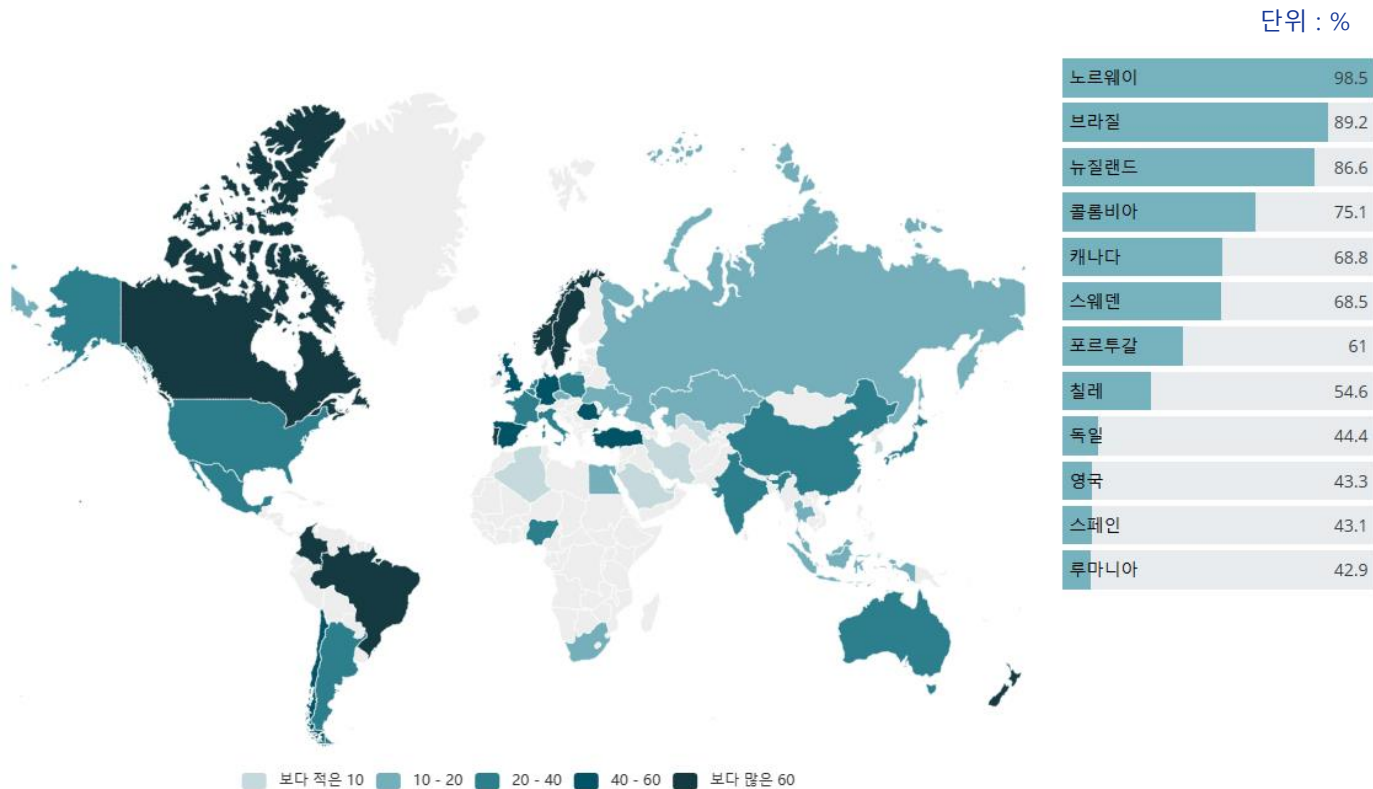 단위 : %
노르웨이 98.5
브라질 89.2
뉴질랜드 86.6
콜롬비아 75.1
캐나다 68.8
스웨덴 68.5
포르투갈 61
칠레 54.6
독일 44.4
영국 43.3
스페인 43.1
루마니아 42.9
보다 적은 10 10 - 20 20 - 40 40 - 60 보다 많은 60